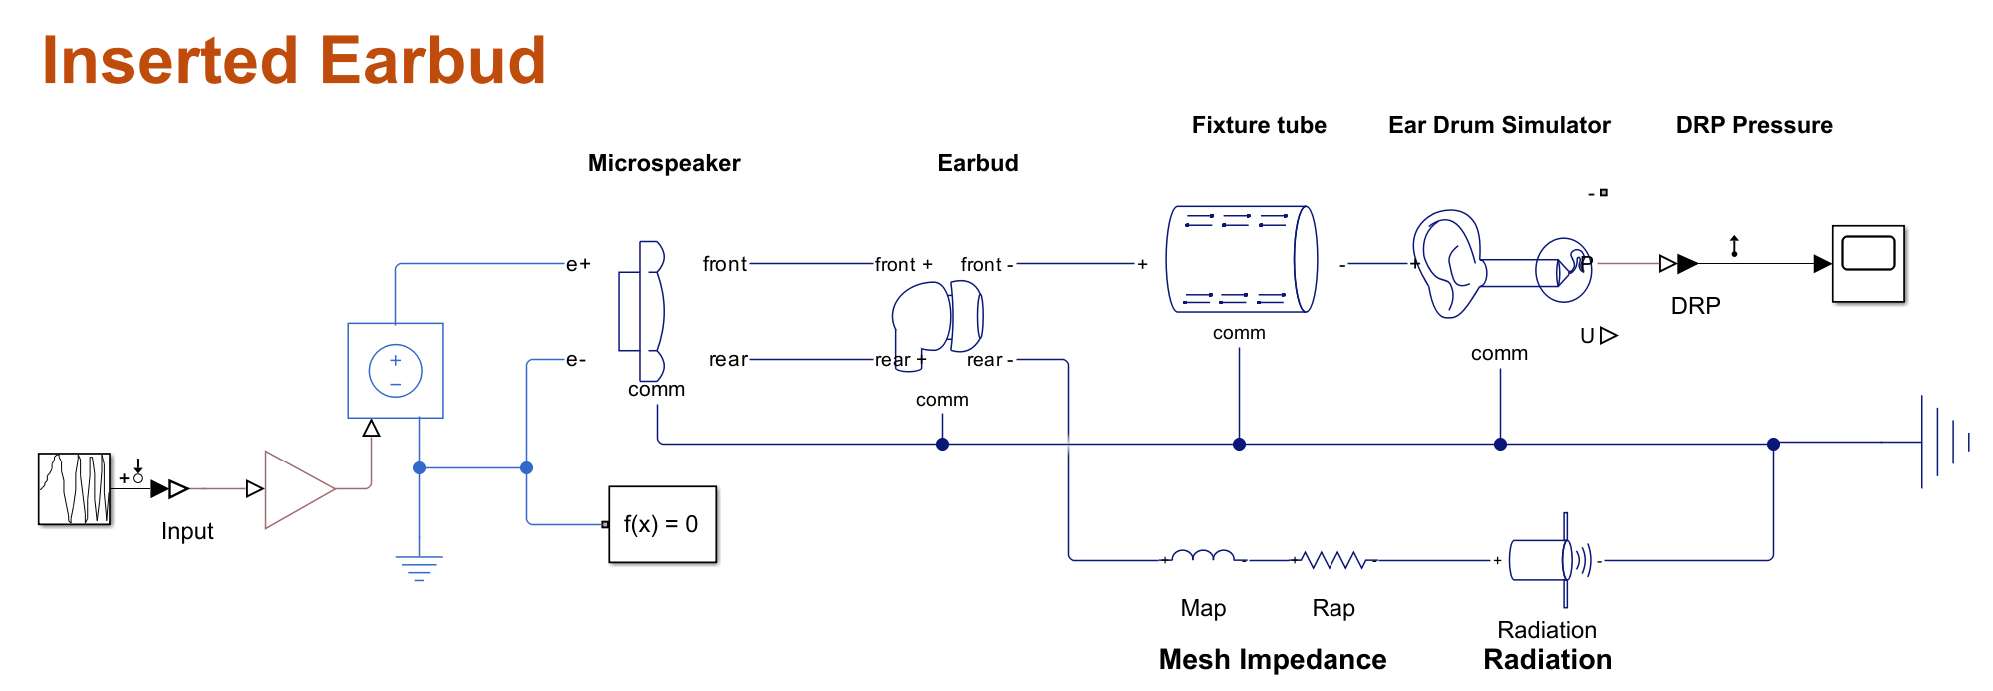 Inserted Earbud
Fixture tube
Ear Drum Simulator
DRP Pressure
Microspeaker
Earbud
e+
front
front +
front -
+
-
+
P
-
DRP
U
e-
rear
rear +
rear -
comm
comm
comm
comm
+
−
+
Input
f(x) = 0
+
-
+
-
+
-
Map
Rap
Radiation
Mesh Impedance
Radiation